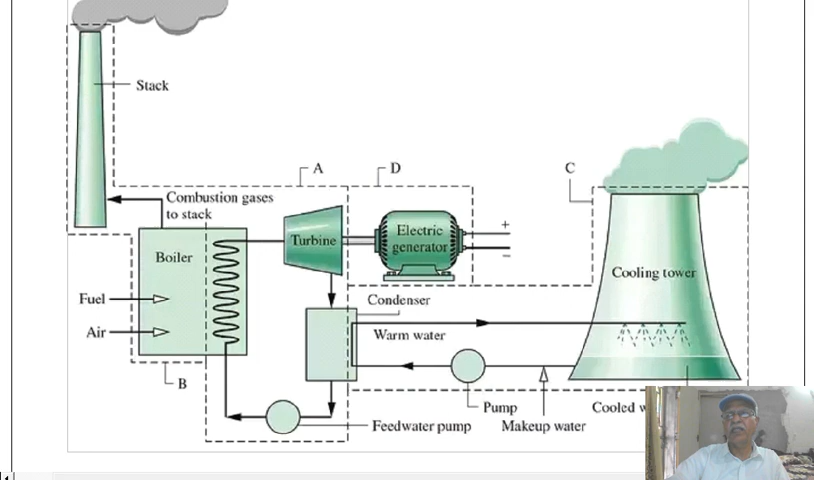 Stack
A
D
C
Combustion gases
to stack
Electric
generator
+
−
Turbine
Boiler
Cooling tower
Fuel
Condenser
Air
Warm water
B
Pump
Cooled
Feedwater pump
Makeup water